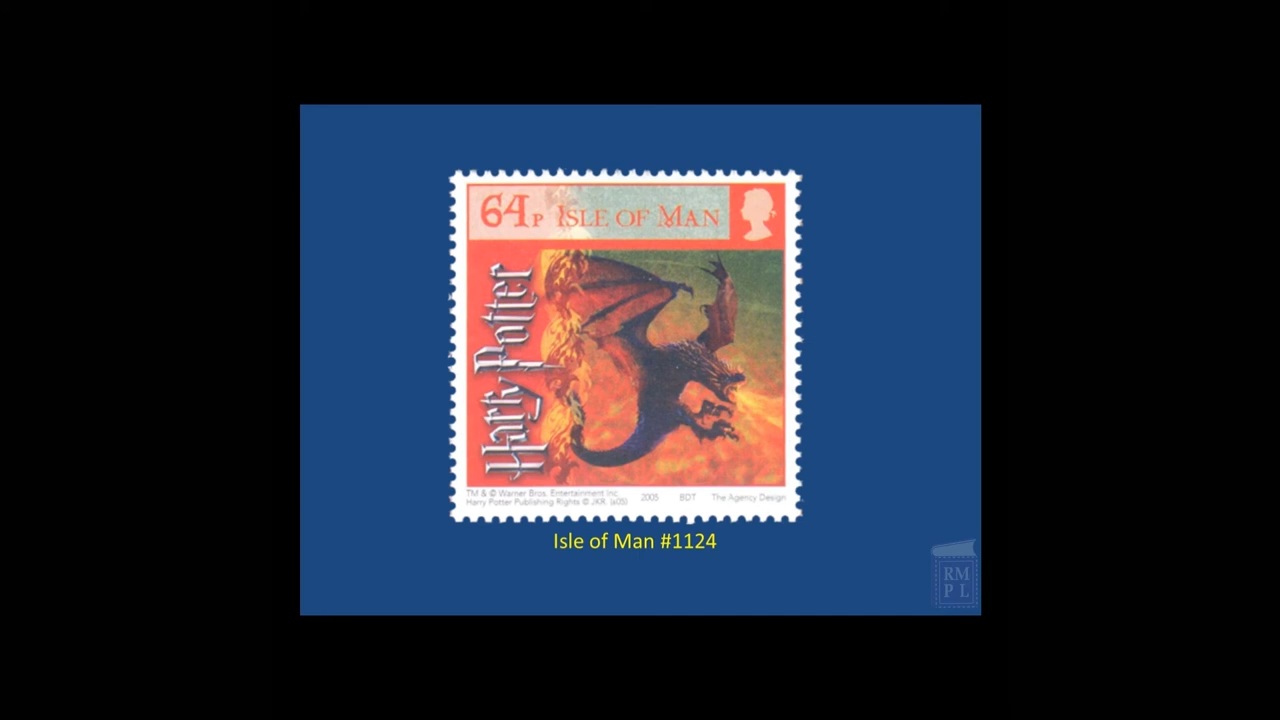 64P ISLE OF MAN
Harry Potter
TM & © Warner Bros. Entertainment Inc.
Harry Potter Publishing Rights © JKR. (s05)
2005 BDT The Agency Design
Isle of Man #1124
RM
P L